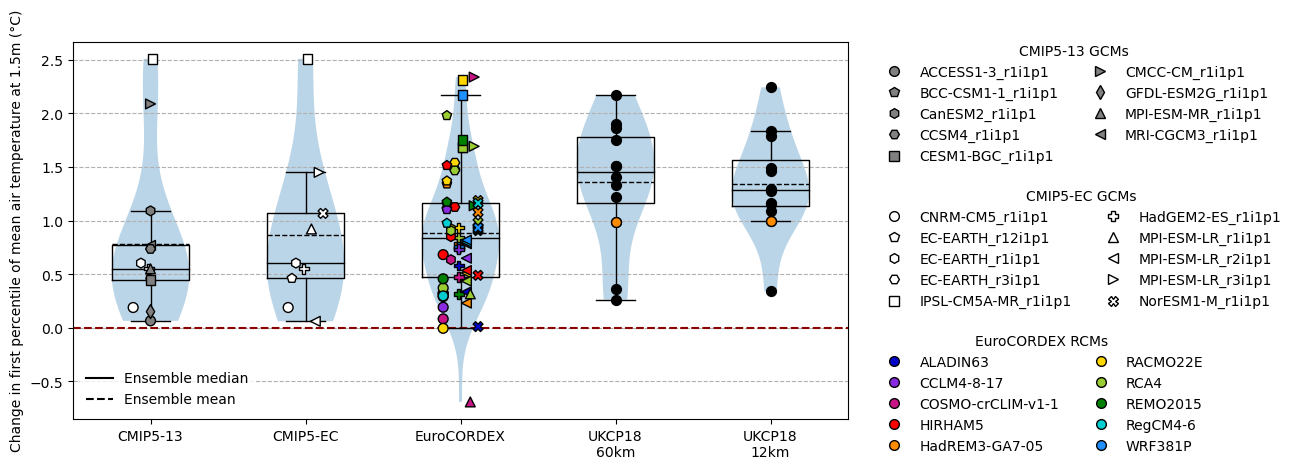 Change in first percentile of mean air temperature at 1.5m (°C)
2.5
2.0
1.5
1.0
0.5
0.0
−0.5
Ensemble median
Ensemble mean
CMIP5-13
CMIP5-EC
EuroCORDEX
UKCP18
60km
UKCP18
12km
CMIP5-13 GCMs
ACCESS1-3_r1i1p1
BCC-CSM1-1_r1i1p1
CanESM2_r1i1p1
CCSM4_r1i1p1
CESM1-BGC_r1i1p1
CMCC-CM_r1i1p1
GFDL-ESM2G_r1i1p1
MPI-ESM-MR_r1i1p1
MRI-CGCM3_r1i1p1
CMIP5-EC GCMs
CNRM-CM5_r1i1p1
EC-EARTH_r12i1p1
EC-EARTH_r1i1p1
EC-EARTH_r3i1p1
IPSL-CM5A-MR_r1i1p1
HadGEM2-ES_r1i1p1
MPI-ESM-LR_r1i1p1
MPI-ESM-LR_r2i1p1
MPI-ESM-LR_r3i1p1
NorESM1-M_r1i1p1
EuroCORDEX RCMs
ALADIN63
CCLM4-8-17
COSMO-crCLIM-v1-1
HIRHAM5
HadREM3-GA7-05
RACMO22E
RCA4
REMO2015
RegCM4-6
WRF381P